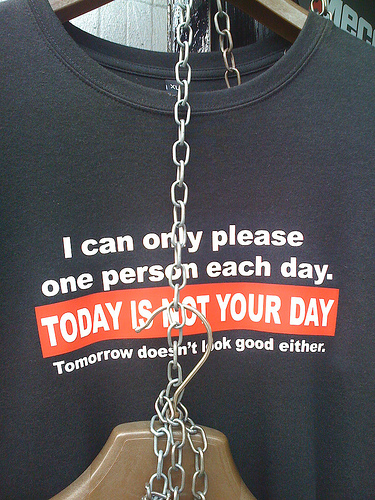 I can only please
one person each day.
TODAY IS NOT YOUR DAY
Tomorrow doesn't look good either.